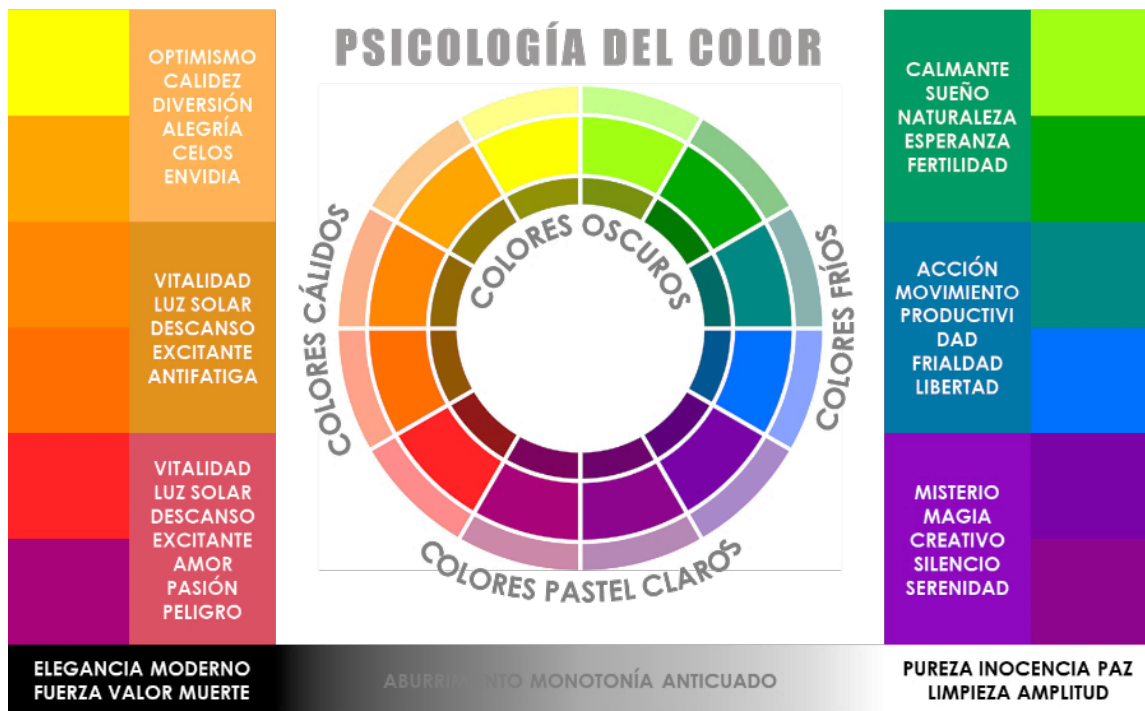 PSICOLOGÍA DEL COLOR
OPTIMISMO
CALIDEZ
DIVERSIÓN
ALEGRÍA
CELOS
ENVIDIA
VITALIDAD
LUZ SOLAR
DESCANSO
EXCITANTE
ANTIFATIGA
VITALIDAD
LUZ SOLAR
DESCANSO
EXCITANTE
AMOR
PASIÓN
PELIGRO
COLORES CÁLIDOS
COLORES OSCUROS
COLORES FRÍOS
COLORES PASTEL CLAROS
CALMANTE
SUEÑO
NATURALEZA
ESPERANZA
FERTILIDAD
ACCIÓN
MOVIMIENTO
PRODUCTIVI
DAD
FRIALDAD
LIBERTAD
MISTERIO
MAGIA
CREATIVO
SILENCIO
SERENIDAD
ELEGANCIA MODERNO
FUERZA VALOR MUERTE
ABURRIMIENTO MONOTONÍA ANTICUADO
PUREZA INOCENCIA PAZ
LIMPIEZA AMPLITUD